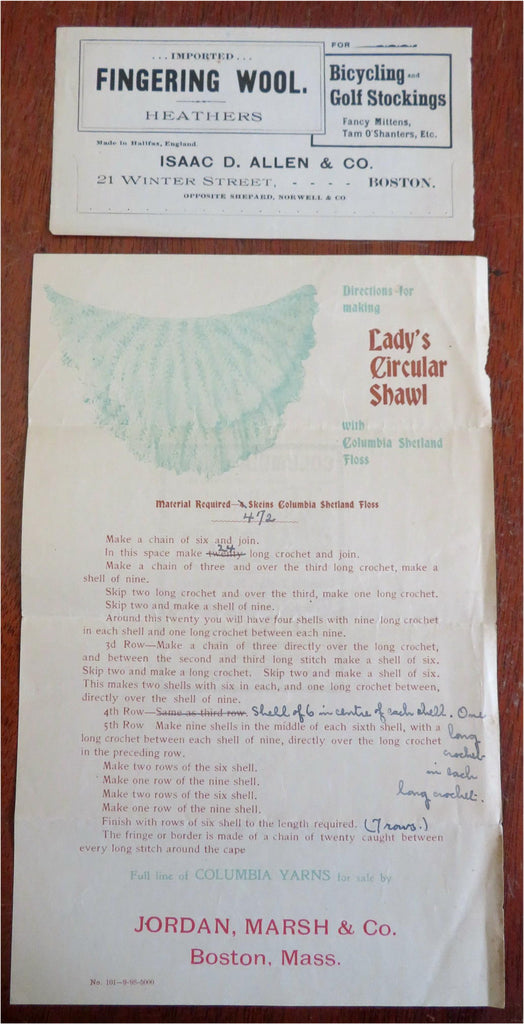 ...IMPORTED...
FINGERING WOOL.
HEATHERS
FOR
Bicycling and
Golf Stockings
Fancy Mittens,
Tam O'Shanters, Etc.
Made in Halifax, England.
ISAAC D. ALLEN & CO.
21 WINTER STREET, - - - - BOSTON.
OPPOSITE SHEPARD, NORWELL & CO
Directions for
making
Lady's
Circular
Shawl
with
Columbia Shetland
Floss
Material Required— Skeins Columbia Shetland Floss
Make a chain of six and join.
24
In this space make twenty long crochet and join.
Make a chain of three and over the third long crochet, make a
shell of nine.
Skip two long crochet and over the third, make one long crochet.
Skip two and make a shell of nine.
Around this twenty you will have four shells with nine long crochet
in each shell and one long crochet between each nine.
3d Row—Make a chain of three directly over the long crochet,
and between the second and third long stitch make a shell of six.
Skip two and make a long crochet. Skip two and make a shell of six.
This makes two shells with six in each, and one long crochet between,
directly over the shell of nine.
4th Row—Same as third row. Shell of 6 in centre of each shell. One
long
crochet
in each
long crochet.
5th Row Make nine shells in the middle of each sixth shell, with a
long crochet between each shell of nine, directly over the long crochet
in the preceding row.
Make two rows of the six shell.
Make one row of the nine shell.
Make two rows of the six shell.
Make one row of the nine shell.
Finish with rows of six shell to the length required. (7 rows.)
The fringe or border is made of a chain of twenty caught between
every long stitch around the cape
Full line of COLUMBIA YARNS for sale by
JORDAN, MARSH & Co.
Boston, Mass.
No. 101—9-98-5000